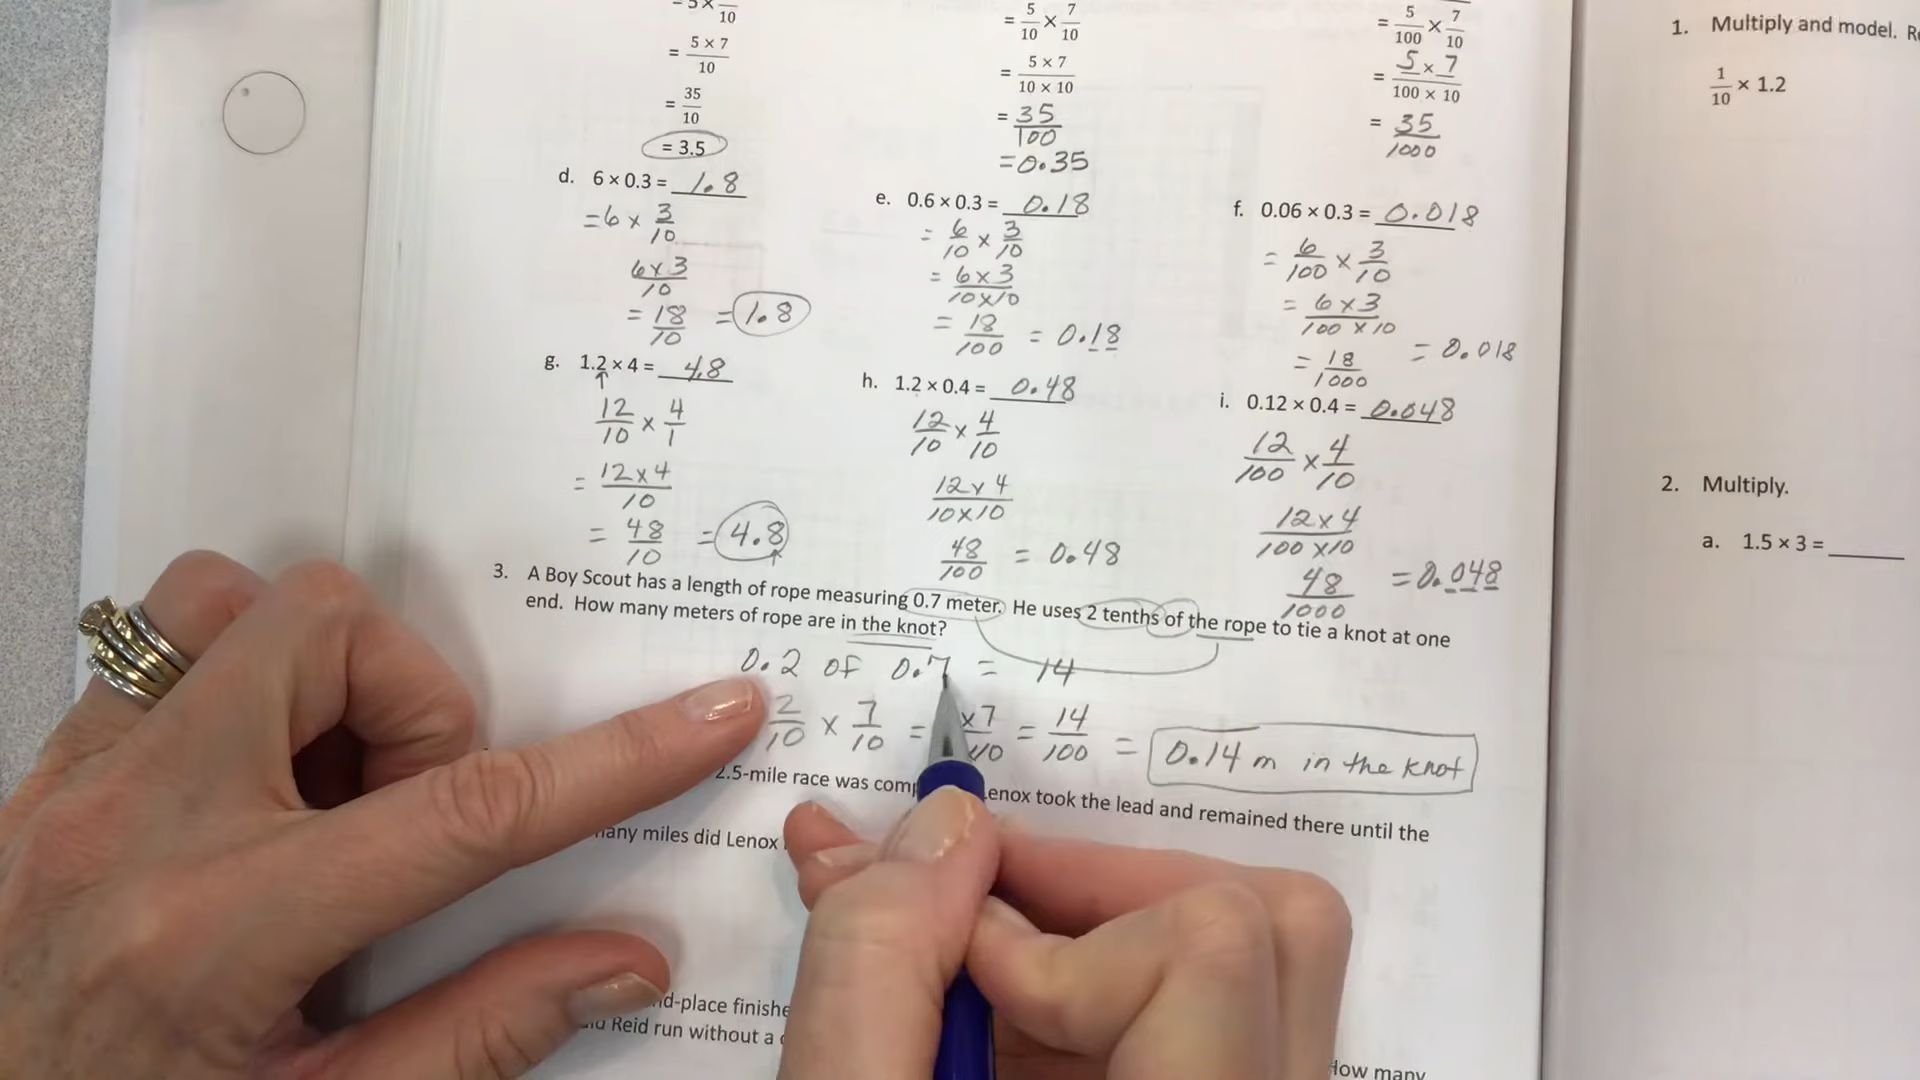 = 5 × /10
= 5 × 7 / 10
= 35/10
= 3.5
= 5/10 × 7/10
= 5 × 7 / 10 × 10
= 35/100
= 0.35
= 5/100 × 7/10
= 5 × 7 / 100 × 10
= 35/1000
d. 6 × 0.3 = 1.8
= 6 × 3/10
6 x 3 / 10
= 18/10 = 1.8
e. 0.6 × 0.3 = 0.18
= 6/10 × 3/10
= 6 x 3 / 10 x 10
= 18/100 = 0.18
f. 0.06 × 0.3 = 0.018
= 6/100 × 3/10
= 6 x 3 / 100 x 10
= 18/1000 = 0.018
g. 1.2 × 4 = 4.8
12/10 × 4/1
= 12 x 4 / 10
= 48/10 = 4.8
h. 1.2 × 0.4 = 0.48
12/10 × 4/10
12 x 4 / 10 x 10
48/100 = 0.48
i. 0.12 × 0.4 = 0.048
12/100 × 4/10
12 x 4 / 100 x 10
48/1000 = 0.048
3. A Boy Scout has a length of rope measuring 0.7 meter. He uses 2 tenths of the rope to tie a knot at one
end. How many meters of rope are in the knot?
0.2 of 0.7 = 14
2/10 × 7/10 = x 7 / 10 = 14/100 = 0.14 m in the knot
2.5-mile race was comp enox took the lead and remained there until the
many miles did Lenox
nd-place finishe
Reid run without a
How many
1. Multiply and model. Re
1/10 × 1.2
2. Multiply.
a. 1.5 × 3 =